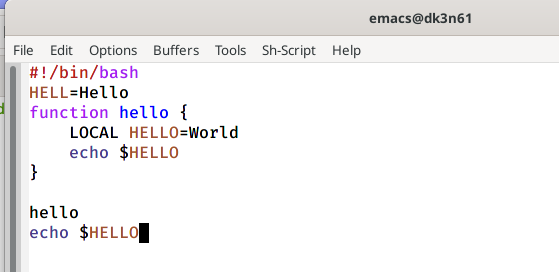 emacs@dk3n61
File Edit Options Buffers Tools Sh-Script Help
#!/bin/bash
HELL=Hello
function hello {
    LOCAL HELLO=World
    echo $HELLO
}
hello
echo $HELLO